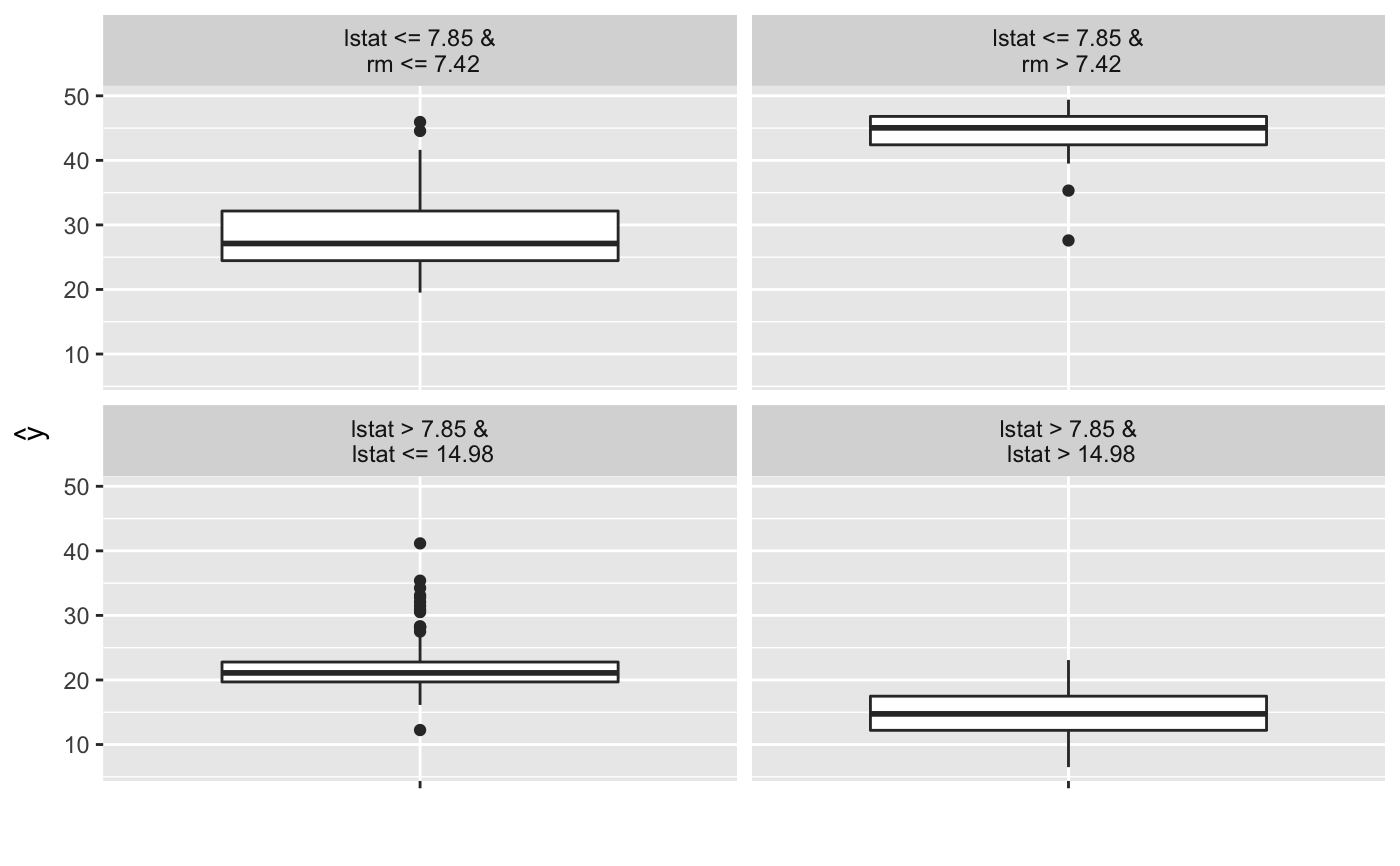 lstat <= 7.85 &
rm <= 7.42
lstat <= 7.85 &
rm > 7.42
50
40
30
20
10
ŷ
lstat > 7.85 &
lstat <= 14.98
lstat > 7.85 &
lstat > 14.98
50
40
30
20
10